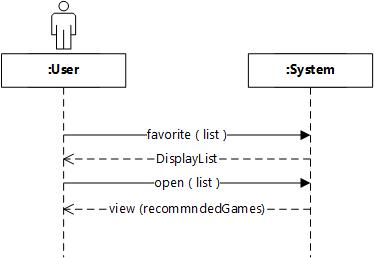 :User
:System
favorite ( list )
DisplayList
open ( list )
view (recommndedGames)